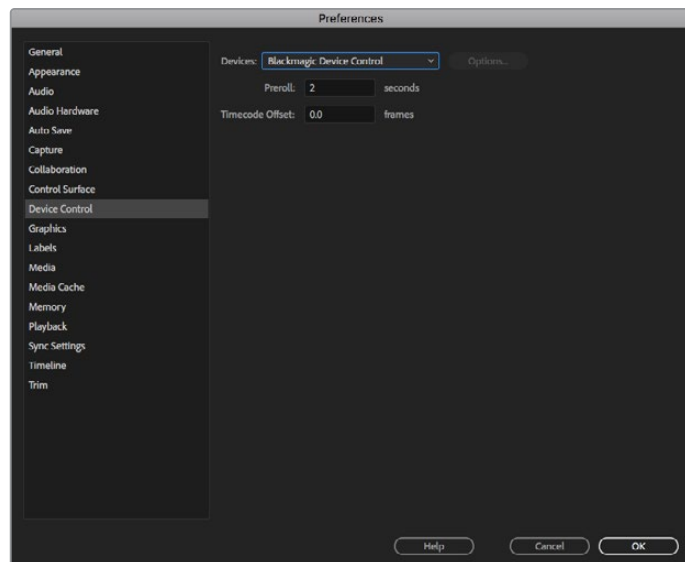 Preferences
General
Appearance
Audio
Audio Hardware
Auto Save
Capture
Collaboration
Control Surface
Device Control
Graphics
Labels
Media
Media Cache
Memory
Playback
Sync Settings
Timeline
Trim
Devices: Blackmagic Device Control Options...
Preroll: 2 seconds
Timecode Offset: 0.0 frames
Help Cancel OK